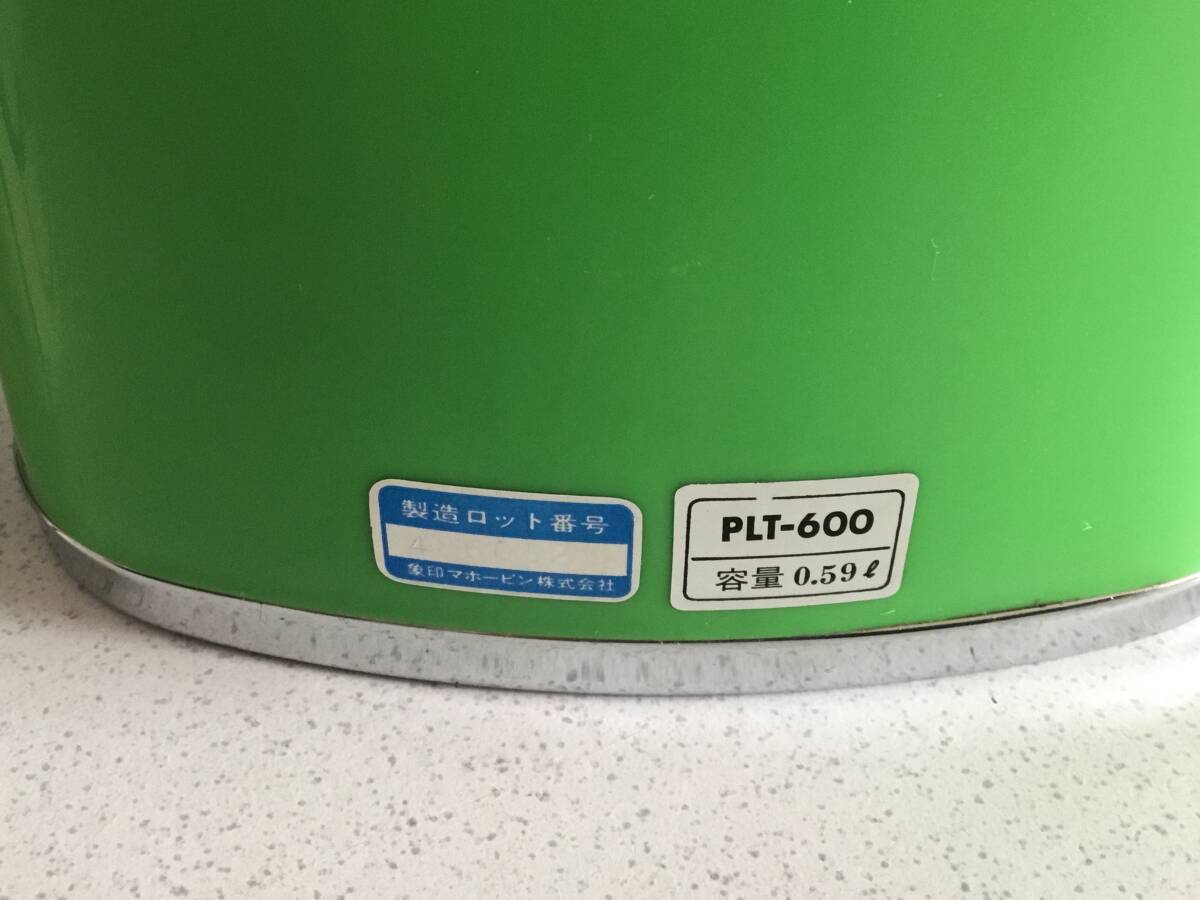 製造ロット番号
4
象印マホービン株式会社
PLT-600
容量 0.59ℓ